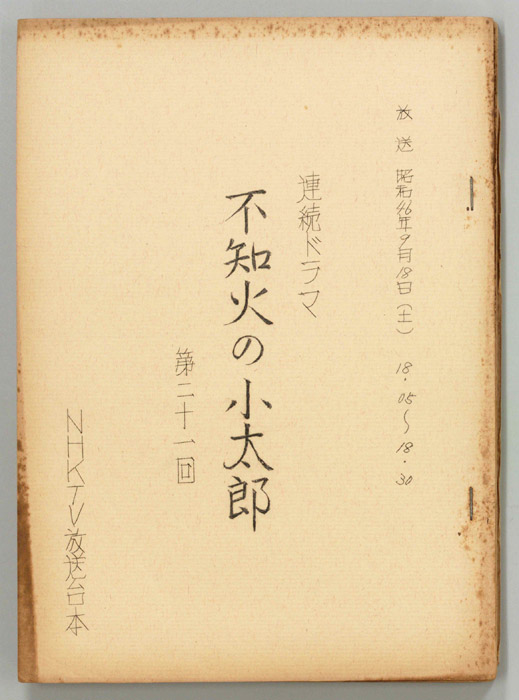 放送 昭和46年9月18日(土) 18.05〜18.30
連続ドラマ
不知火の小太郎
第二十一回
NHKTV放送台本